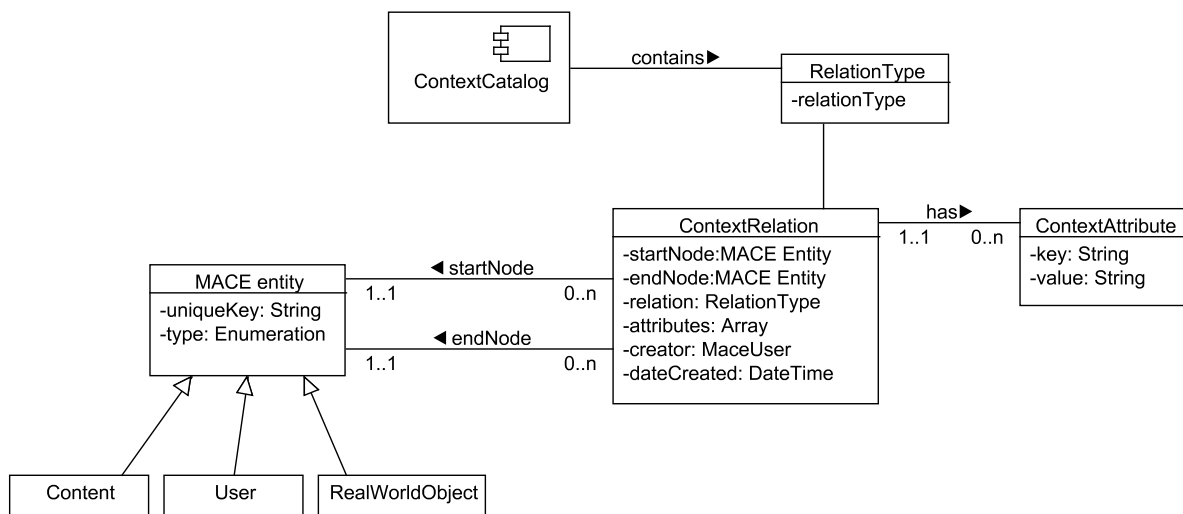 contains▶
ContextCatalog
RelationType
-relationType
ContextRelation
-startNode:MACE Entity
-endNode:MACE Entity
-relation: RelationType
-attributes: Array
-creator: MaceUser
-dateCreated: DateTime
has▶
1..1
0..n
ContextAttribute
-key: String
-value: String
◀ startNode
1..1
0..n
◀ endNode
1..1
0..n
MACE entity
-uniqueKey: String
-type: Enumeration
Content
User
RealWorldObject